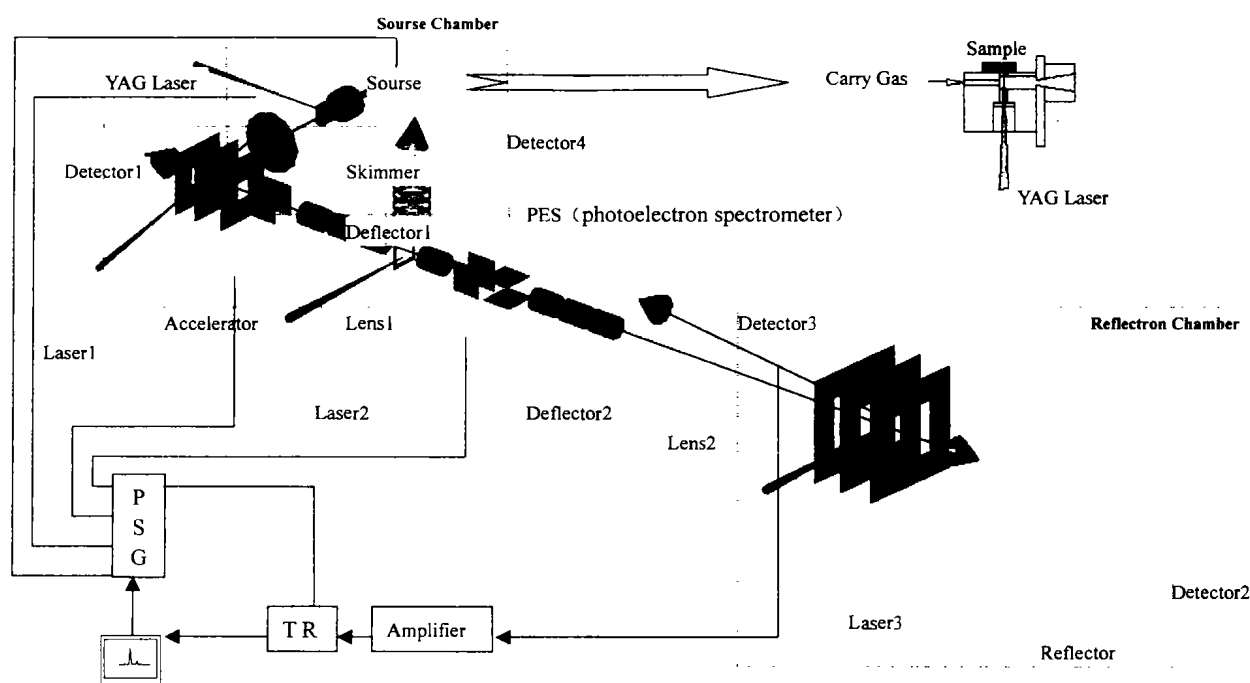 Sourse Chamber
Sample
YAG Laser
Sourse
Carry Gas
Detector4
Detector1
Skimmer
YAG Laser
PES（photoelectron spectrometer）
Deflector1
Accelerator
Lens1
Detector3
Reflectron Chamber
Laser1
Laser2
Deflector2
Lens2
P
S
G
Detector2
TR
Amplifier
Laser3
Reflector